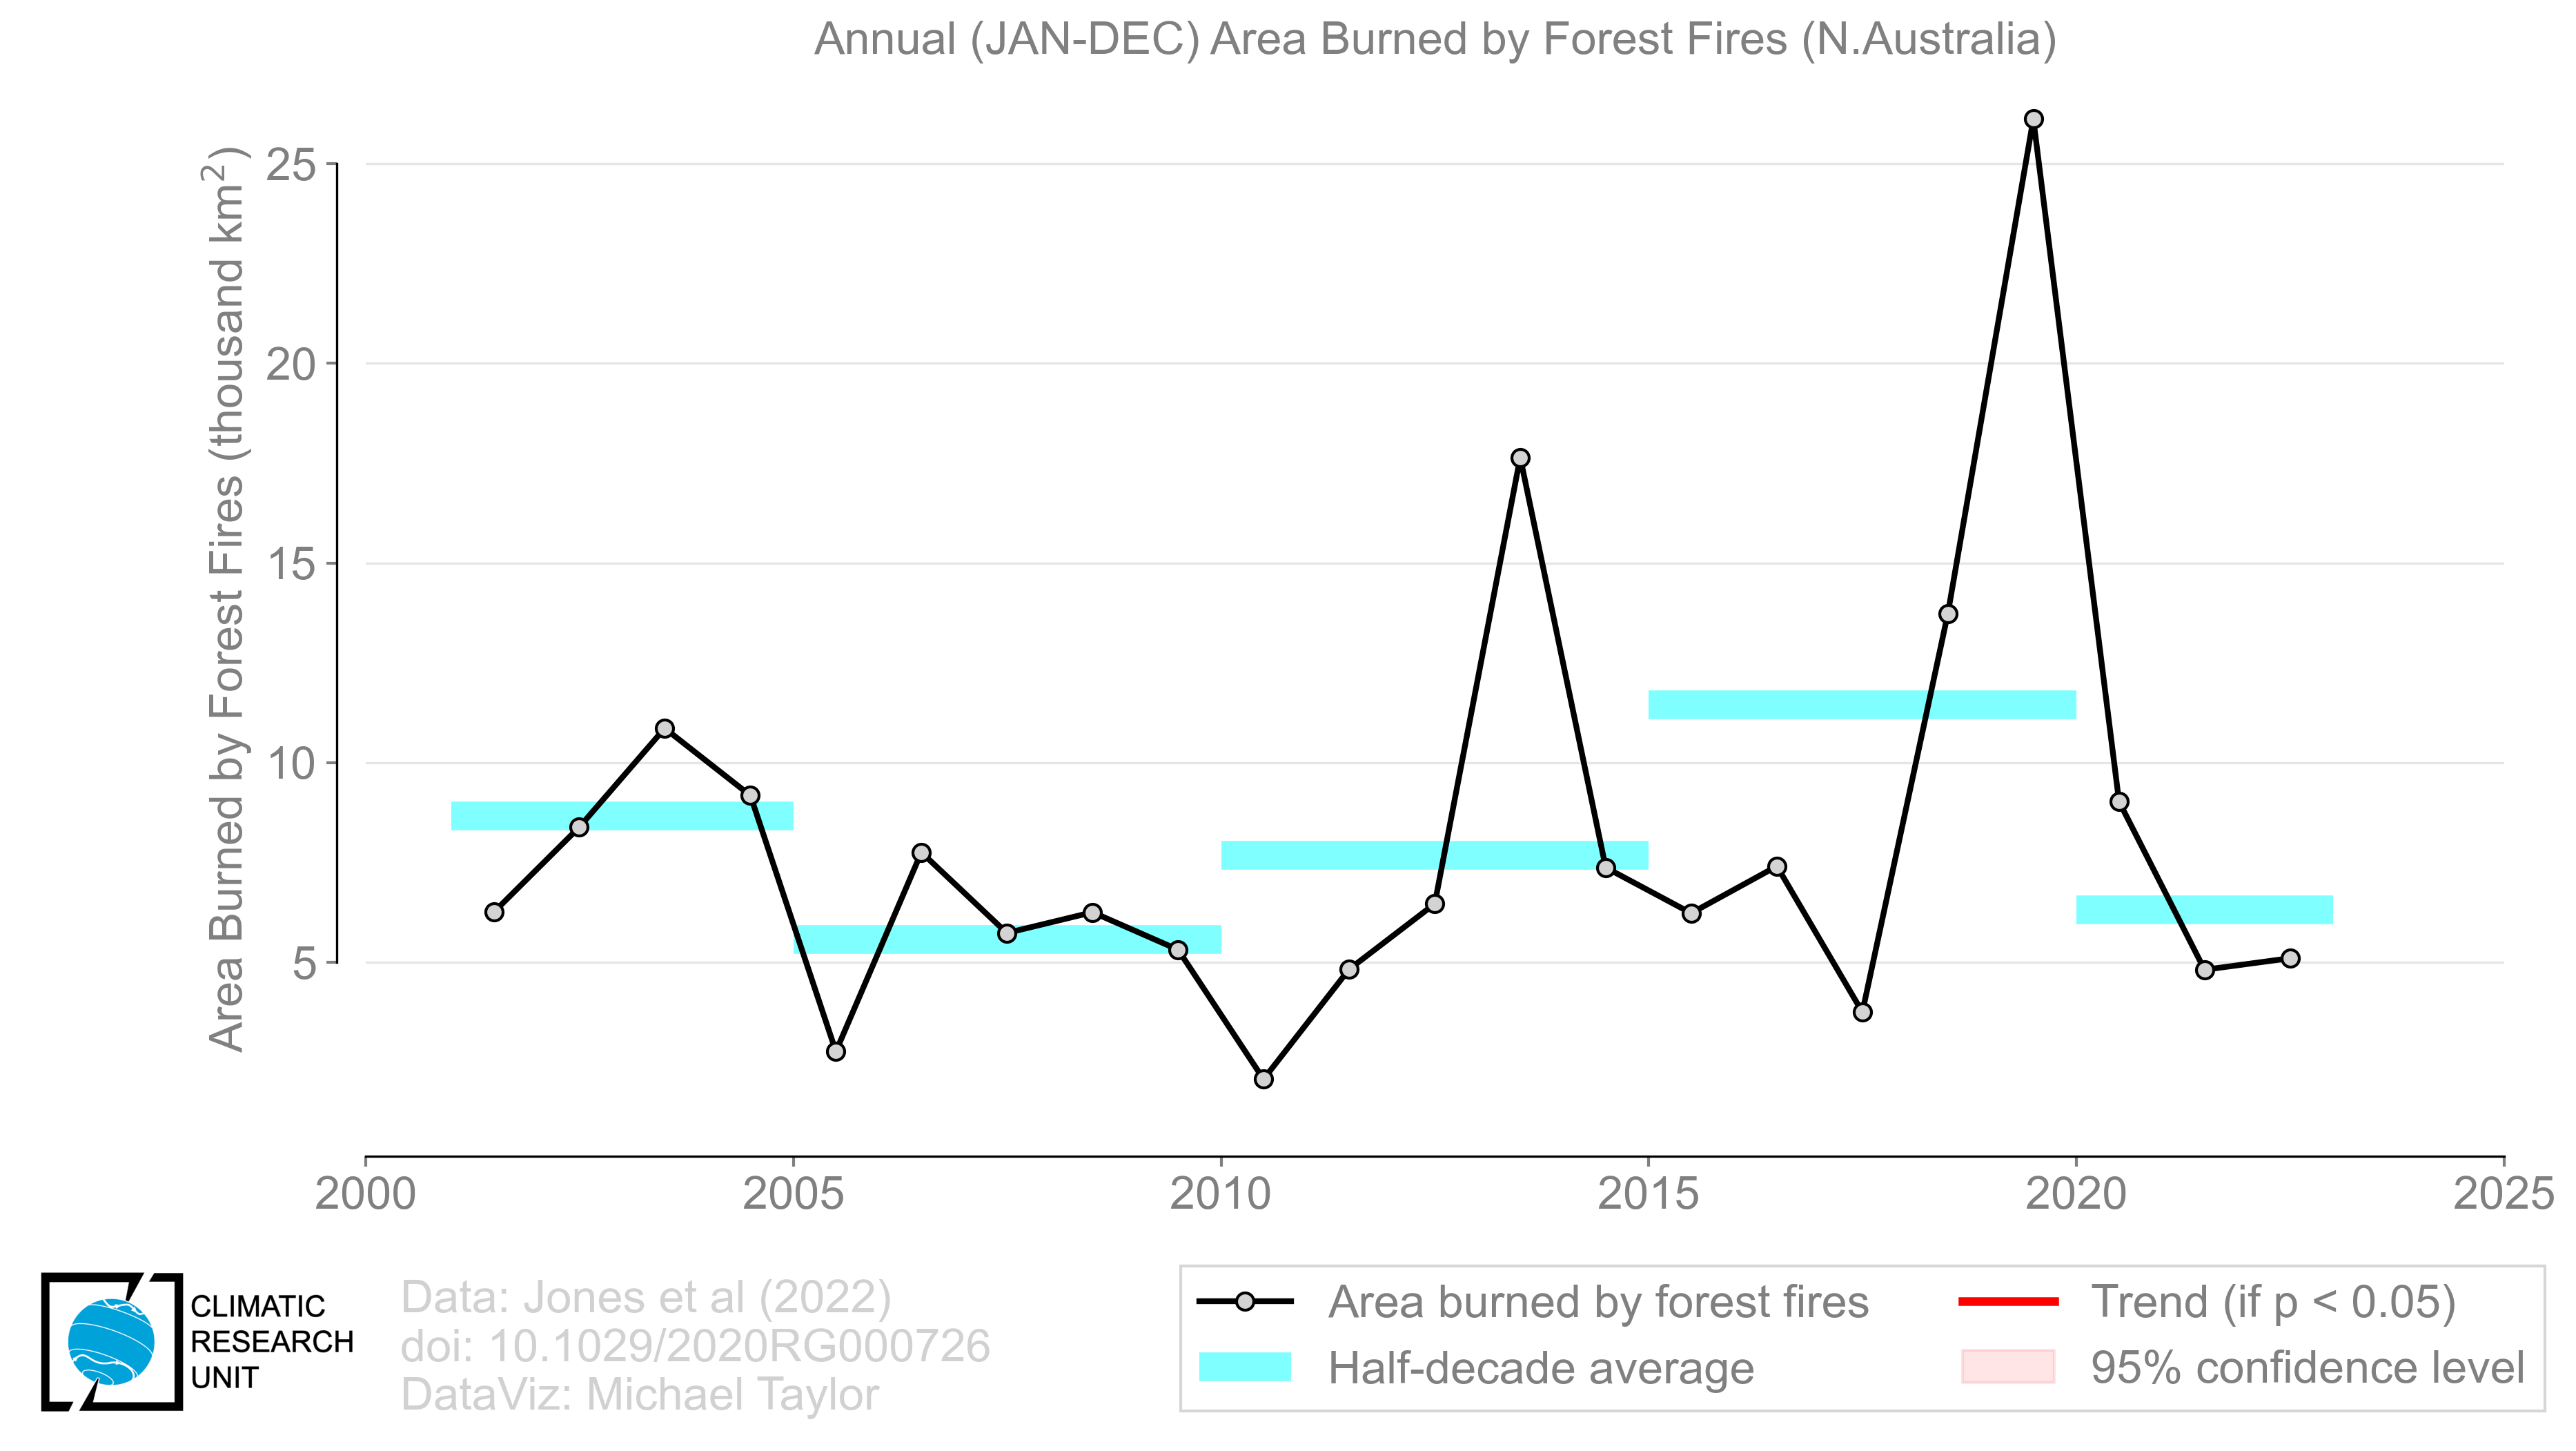 Annual (JAN-DEC) Area Burned by Forest Fires (N.Australia)
Area Burned by Forest Fires (thousand km²)
25
20
15
10
5
2000
2005
2010
2015
2020
2025
CLIMATIC
RESEARCH
UNIT
Data: Jones et al (2022)
doi: 10.1029/2020RG000726
DataViz: Michael Taylor
Area burned by forest fires
Half-decade average
Trend (if p < 0.05)
95% confidence level